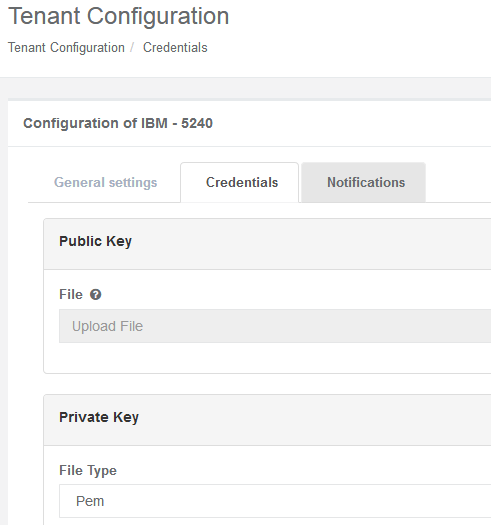 Tenant Configuration
Tenant Configuration / Credentials
Configuration of IBM - 5240
General settings Credentials Notifications
Public Key
File ?
Upload File
Private Key
File Type
Pem